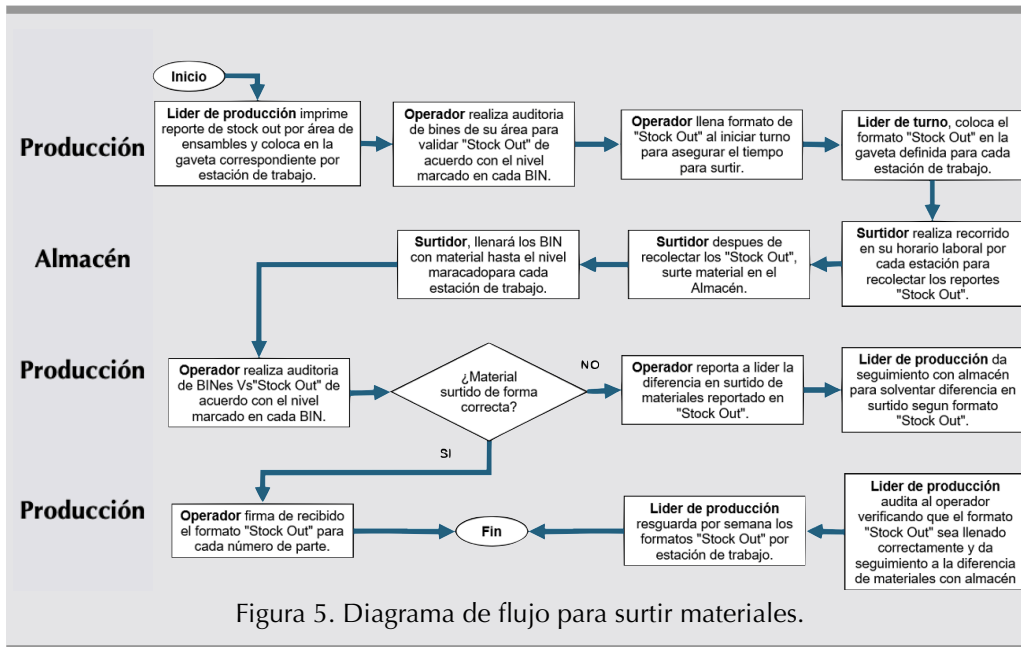 Inicio
Producción
Lider de producción imprime
reporte de stock out por área de
ensambles y coloca en la
gaveta correspondiente por
estación de trabajo.
Operador realiza auditoria
de bines de su área para
validar "Stock Out" de
acuerdo con el nivel
marcado en cada BIN.
Operador llena formato de
"Stock Out" al iniciar turno
para asegurar el tiempo
para surtir.
Lider de turno, coloca el
formato "Stock Out" en la
gaveta definida para cada
estación de trabajo.
Almacén
Surtidor realiza recorrido
en su horario laboral por
cada estación para
recolectar los reportes
"Stock Out".
Surtidor despues de
recolectar los "Stock Out",
surte material en el
Almacén.
Surtidor, llenará los BIN
con material hasta el nivel
maracadopara cada
estación de trabajo.
Producción
Operador realiza auditoria
de BINes Vs"Stock Out" de
acuerdo con el nivel
marcado en cada BIN.
¿Material
surtido de forma
correcta?
NO
Operador reporta a lider la
diferencia en surtido de
materiales reportado en
"Stock Out".
Lider de producción da
seguimiento con almacén
para solventar diferencia en
surtido segun formato
"Stock Out".
SI
Producción
Operador firma de recibido
el formato "Stock Out" para
cada número de parte.
Fin
Lider de producción
resguarda por semana los
formatos "Stock Out" por
estación de trabajo.
Lider de producción
audita al operador
verificando que el formato
"Stock Out" sea llenado
correctamente y da
seguimiento a la diferencia
de materiales con almacén
Figura 5. Diagrama de flujo para surtir materiales.